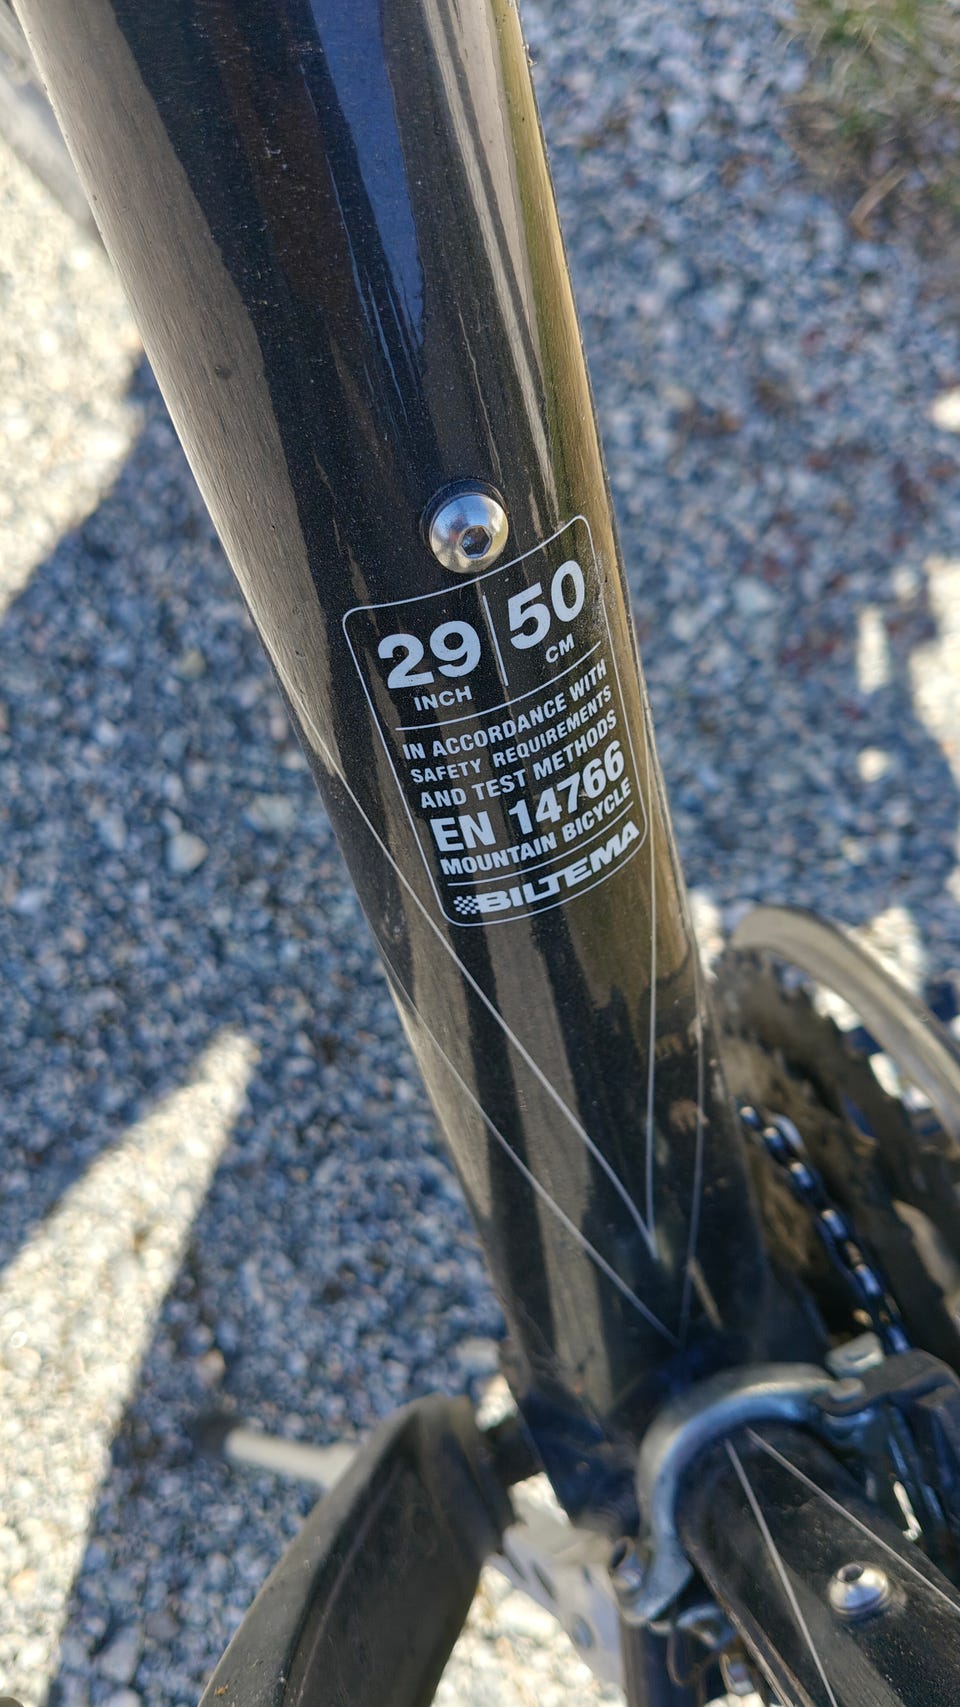 29 50
INCH CM
IN ACCORDANCE WITH
SAFETY REQUIREMENTS
AND TEST METHODS
EN 14766
MOUNTAIN BICYCLE
BILTEMA